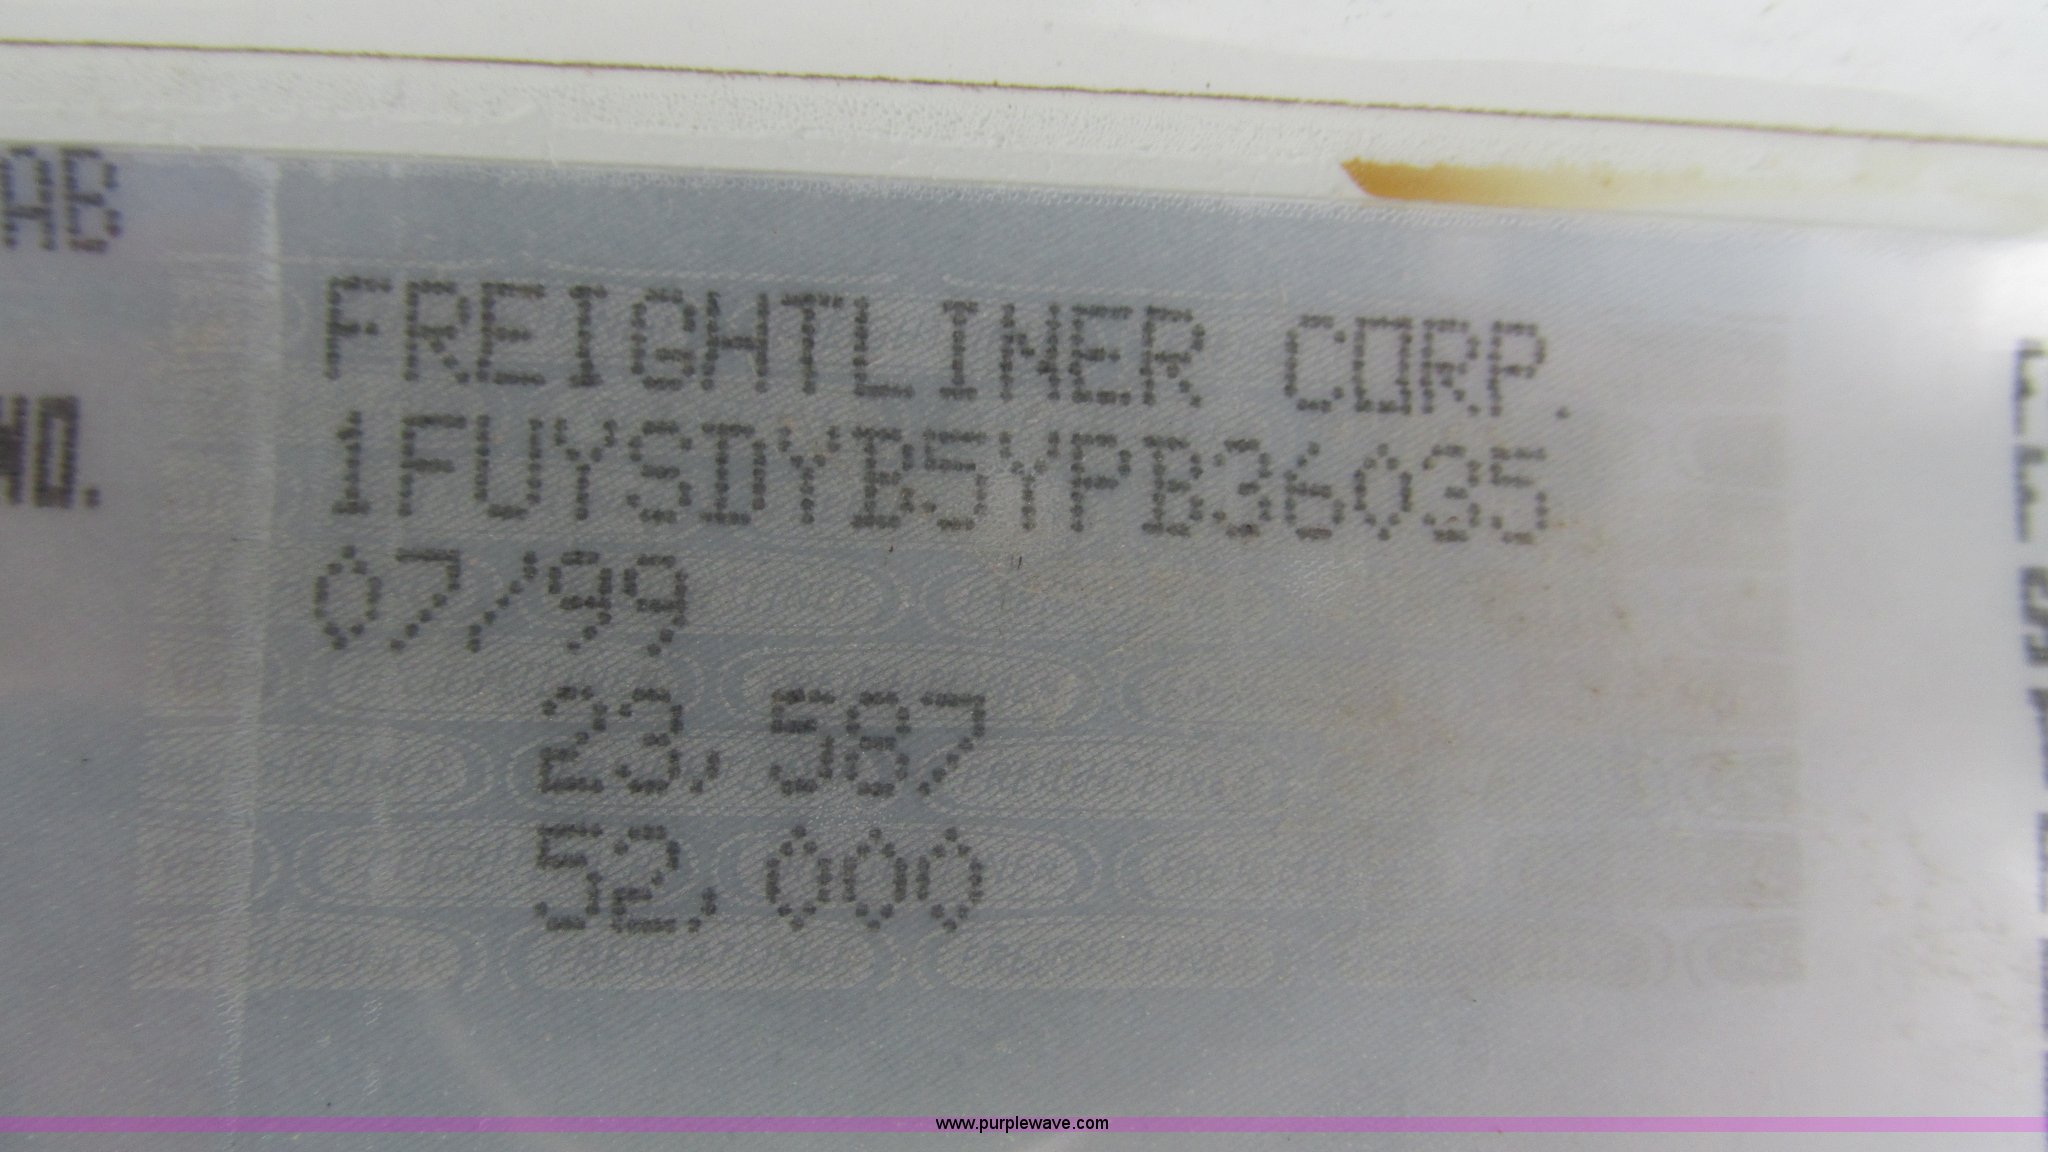 AB
FREIGHTLINER CORP.
NO.
1FUYSDYB5YPB36035
07/99
23,587
52,000
www.purplewave.com